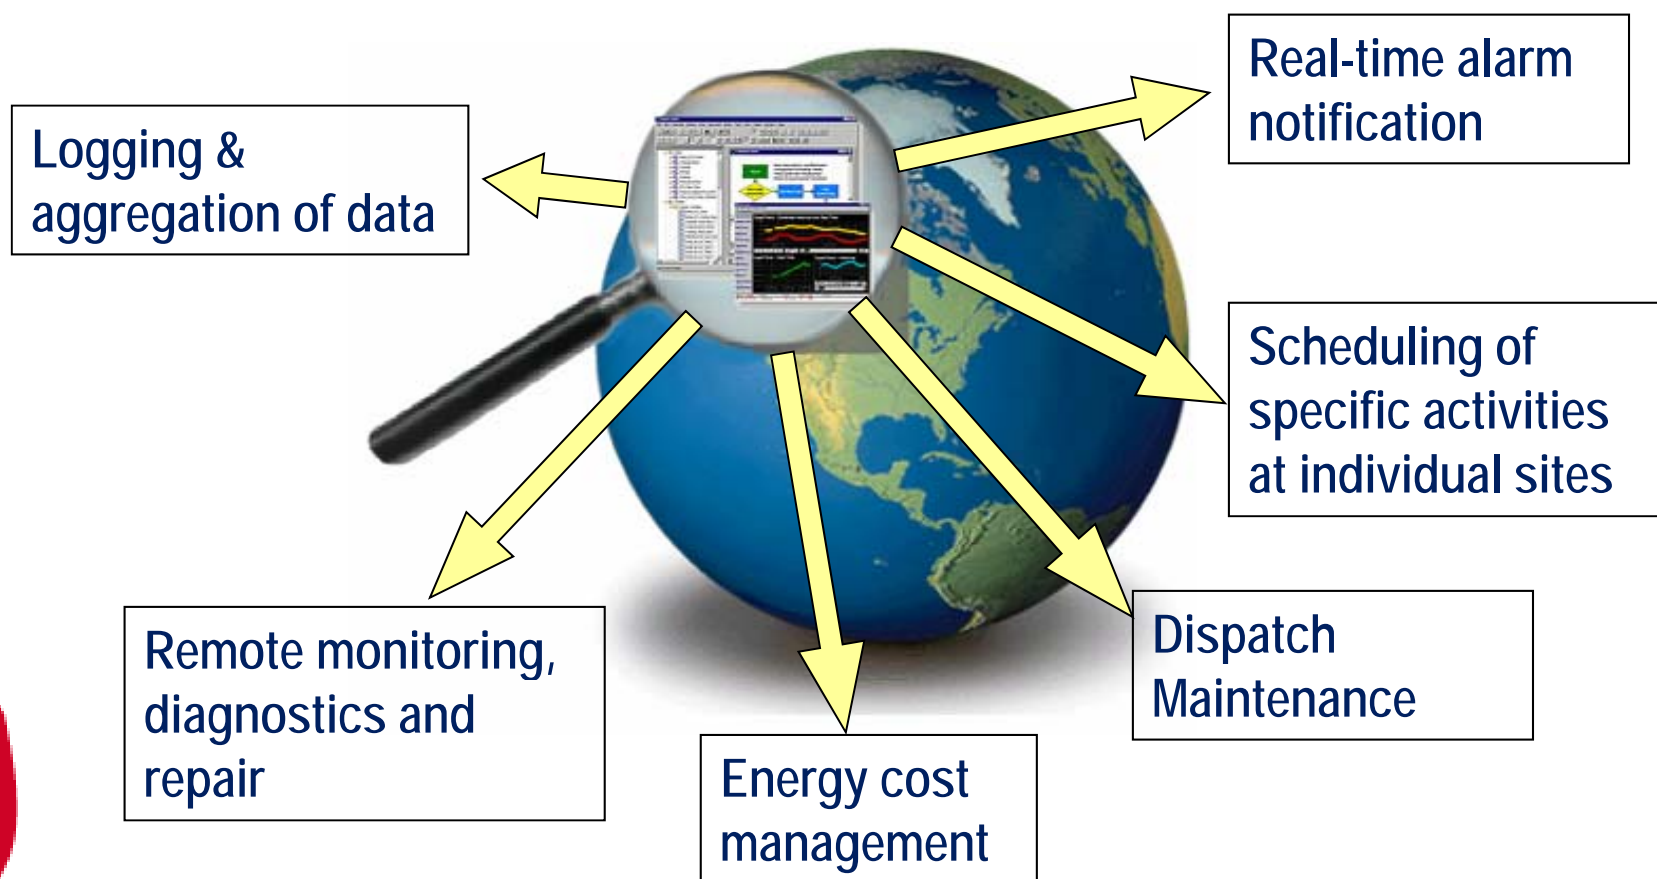 Real-time alarm
notification
Logging &
aggregation of data
Scheduling of
specific activities
at individual sites
Dispatch
Maintenance
Remote monitoring,
diagnostics and
repair
Energy cost
management